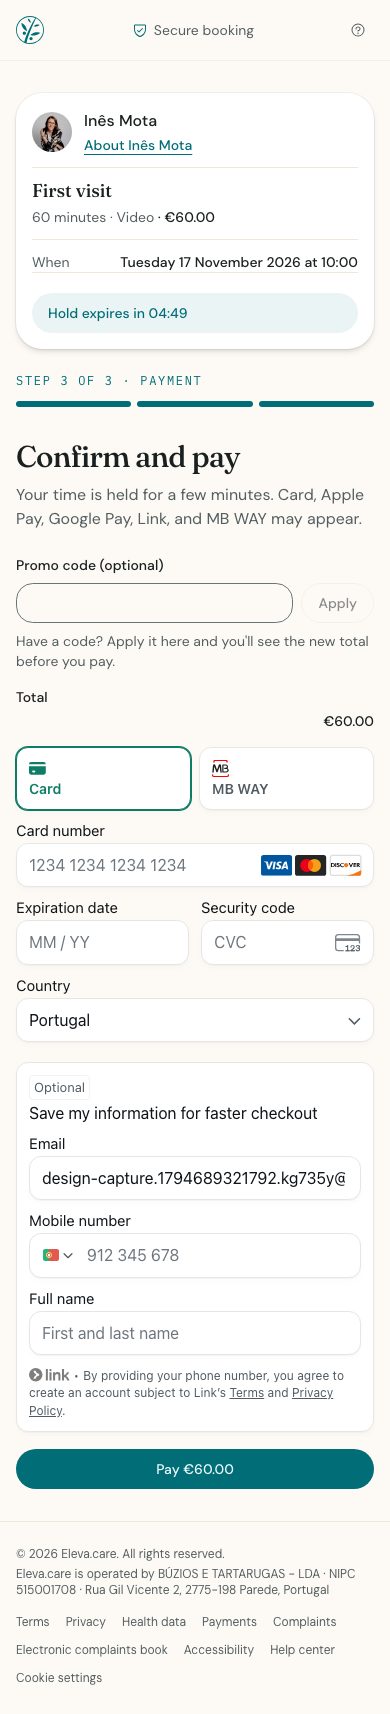 Secure booking
Inês Mota
About Inês Mota
First visit
60 minutes · Video · €60.00
When
Tuesday 17 November 2026 at 10:00
Hold expires in 04:49
STEP 3 OF 3 · PAYMENT
Confirm and pay
Your time is held for a few minutes. Card, Apple
Pay, Google Pay, Link, and MB WAY may appear.
Promo code (optional)
Apply
Have a code? Apply it here and you'll see the new total
before you pay.
Total
€60.00
Card
MB
MB WAY
Card number
1234 1234 1234 1234
VISA
DISCOVER
Expiration date
Security code
MM / YY
CVC
123
Country
Portugal
Optional
Save my information for faster checkout
Email
design-capture.1794689321792.kg735y@
Mobile number
912 345 678
Full name
First and last name
link • By providing your phone number, you agree to
create an account subject to Link's Terms and Privacy
Policy.
Pay €60.00
© 2026 Eleva.care. All rights reserved.
Eleva.care is operated by BÚZIOS E TARTARUGAS – LDA · NIPC
515001708 · Rua Gil Vicente 2, 2775-198 Parede, Portugal
Terms
Privacy
Health data
Payments
Complaints
Electronic complaints book
Accessibility
Help center
Cookie settings